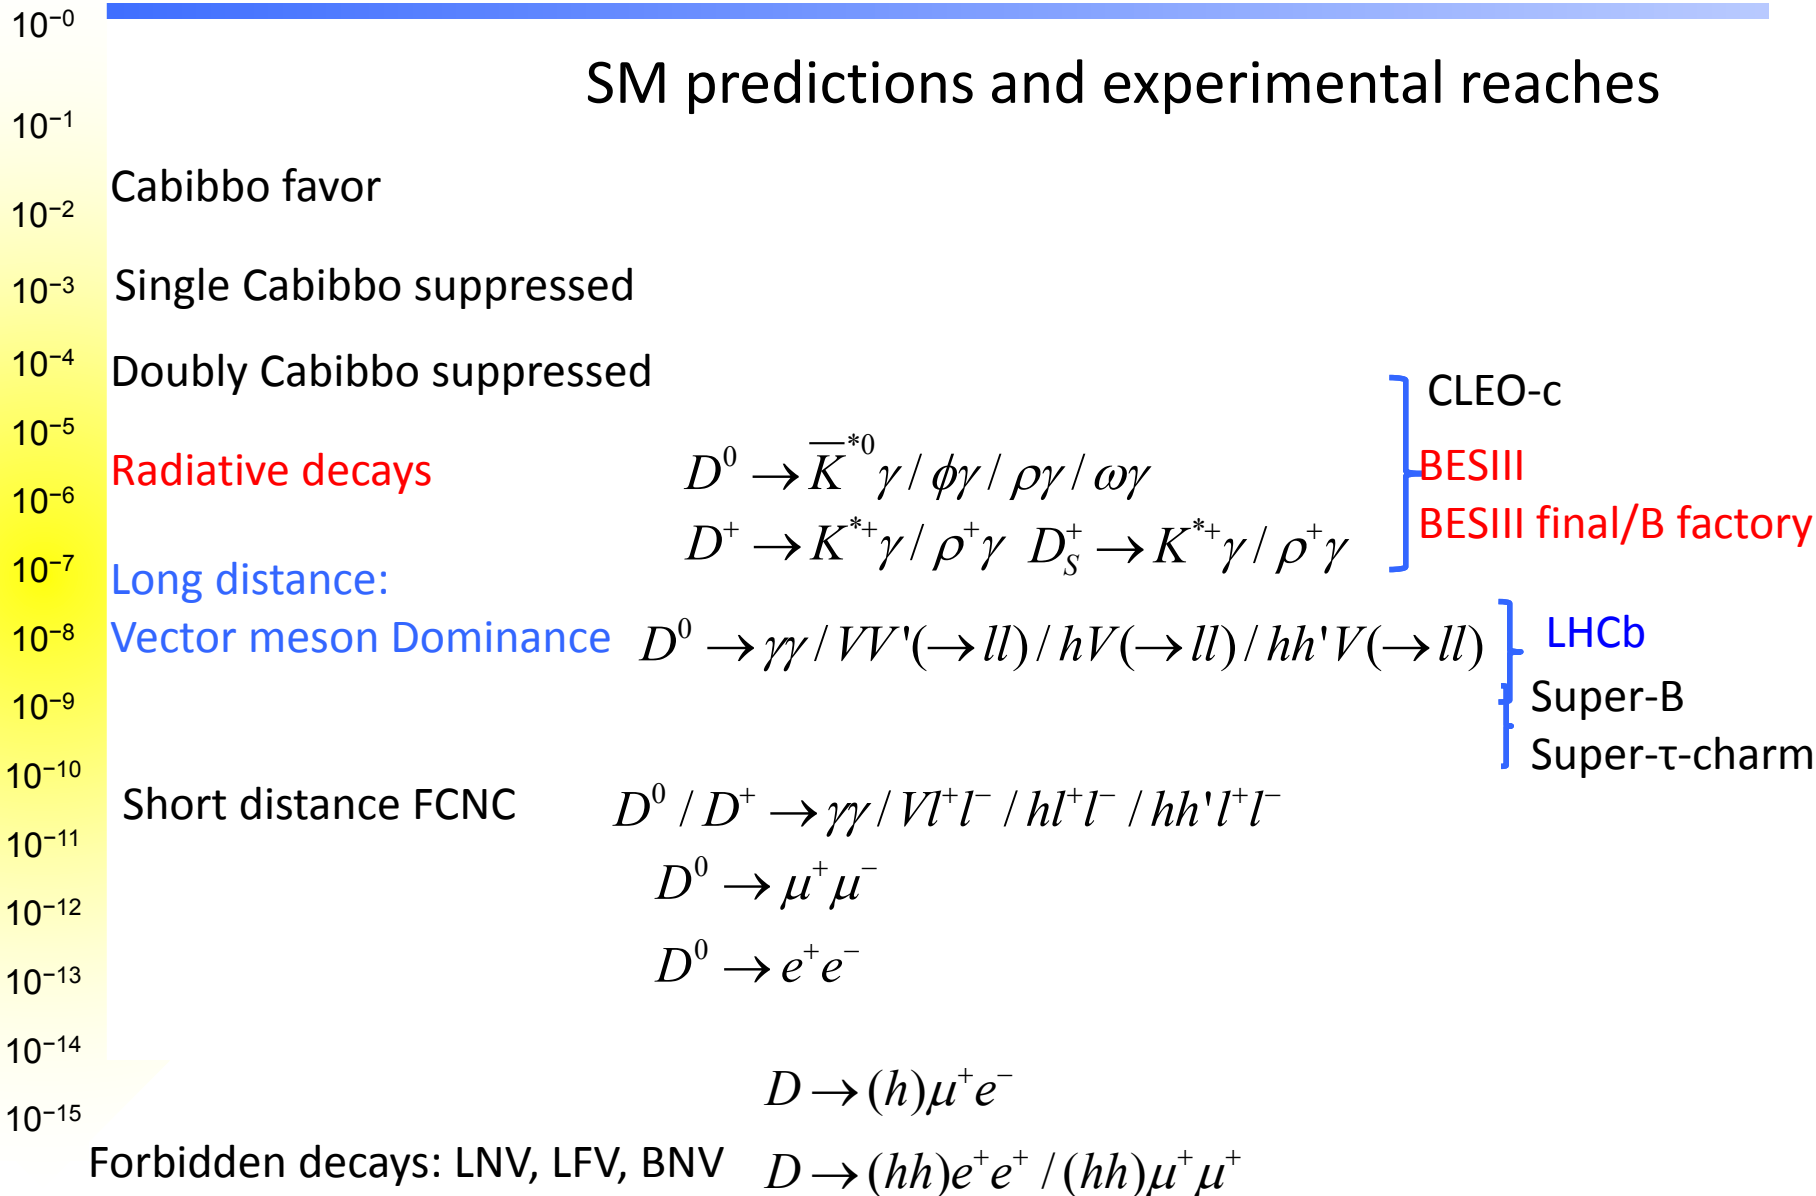 10⁻⁰
SM predictions and experimental reaches
10⁻¹
Cabibbo favor
10⁻²
10⁻³ Single Cabibbo suppressed
10⁻⁴ Doubly Cabibbo suppressed
CLEO-c
10⁻⁵
Radiative decays D⁰ → K̅*⁰γ / φγ / ργ / ωγ BESIII
10⁻⁶
D⁺ → K*⁺γ / ρ⁺γ D_S⁺ → K*⁺γ / ρ⁺γ BESIII final/B factory
10⁻⁷ Long distance:
10⁻⁸ Vector meson Dominance D⁰ → γγ / VV'(→ll) / hV(→ll) / hh'V(→ll) LHCb
10⁻⁹ Super-B
10⁻¹⁰ Super-τ-charm
Short distance FCNC D⁰ / D⁺ → γγ / Vl⁺l⁻ / hl⁺l⁻ / hh'l⁺l⁻
10⁻¹¹
D⁰ → μ⁺μ⁻
10⁻¹²
D⁰ → e⁺e⁻
10⁻¹³
10⁻¹⁴
D → (h)μ⁺e⁻
10⁻¹⁵
Forbidden decays: LNV, LFV, BNV D → (hh)e⁺e⁺ / (hh)μ⁺μ⁺